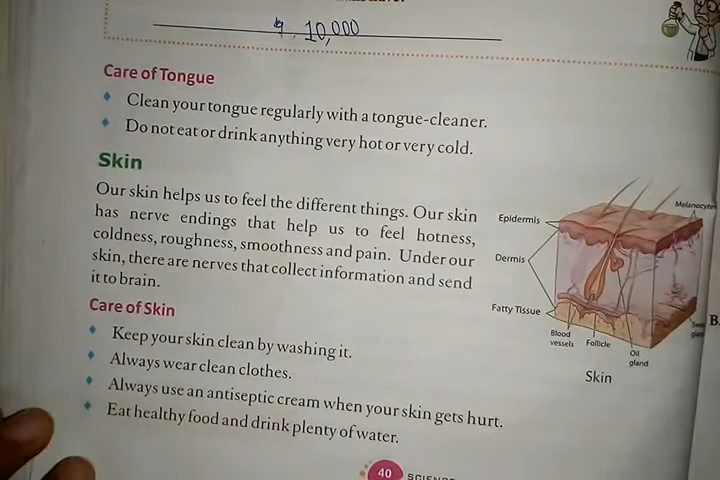 10,000
Care of Tongue
Clean your tongue regularly with a tongue-cleaner.
Do not eat or drink anything very hot or very cold.
Skin
Our skin helps us to feel the different things. Our skin
has nerve endings that help us to feel hotness,
coldness, roughness, smoothness and pain. Under our
skin, there are nerves that collect information and send
it to brain.
Care of Skin
Keep your skin clean by washing it.
Always wear clean clothes.
Always use an antiseptic cream when your skin gets hurt.
Eat healthy food and drink plenty of water.
Melanocyte
Epidermis
Dermis
Fatty Tissue
Blood
vessels
Follicle
Oil
gland
Skin
B.
40 SCIENCE